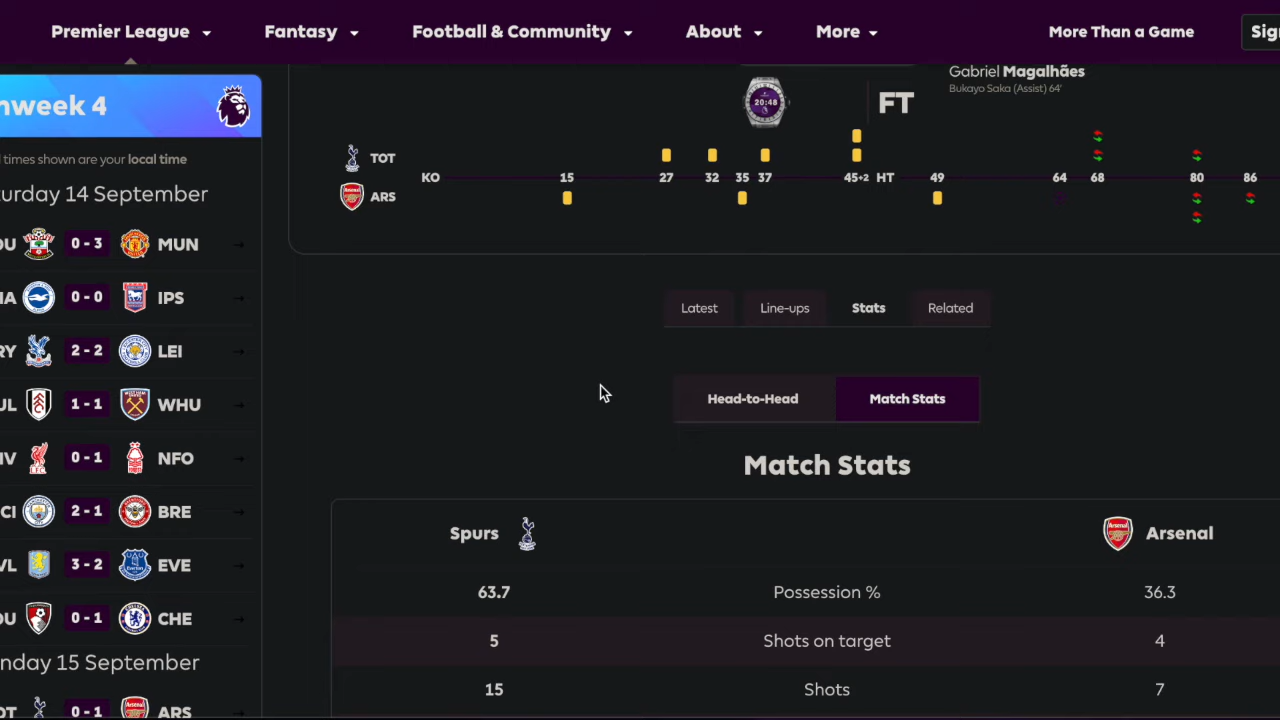 Premier League
Fantasy
Football & Community
About
More
More Than a Game
Sig
nweek 4
times shown are your local time
turday 14 September
OU 0 - 3 MUN
HA 0 - 0 IPS
RY 2 - 2 LEI
UL 1 - 1 WHU
IV 0 - 1 NFO
CI 2 - 1 BRE
VL 3 - 2 EVE
OU 0 - 1 CHE
nday 15 September
OT 0 - 1 ARS
Gabriel Magalhães
Bukayo Saka (Assist) 64'
20:48
FT
TOT
KO 15 27 32 35 37 45+2 HT 49 64 68 80 86
ARS
Latest
Line-ups
Stats
Related
Head-to-Head
Match Stats
Match Stats
Spurs Arsenal
63.7 Possession % 36.3
5 Shots on target 4
15 Shots 7